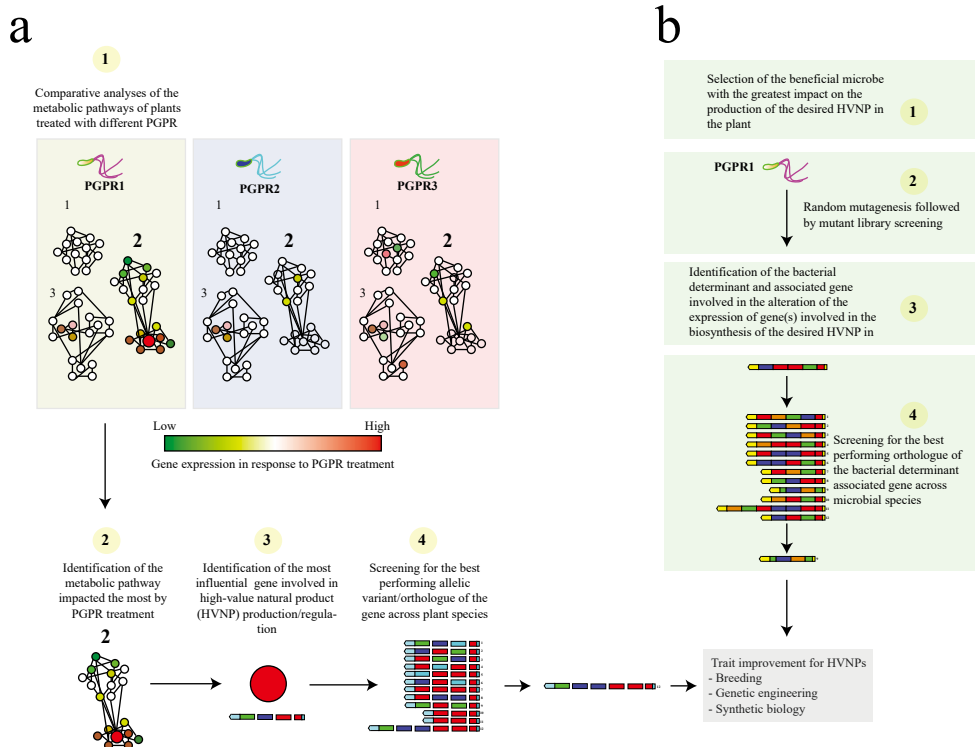 a
1
Comparative analyses of the
metabolic pathways of plants
treated with different PGPR
PGPR1
1
2
3
PGPR2
1
2
3
PGPR3
1
2
3
Low
High
Gene expression in response to PGPR treatment
2
Identification of the
metabolic pathway
impacted the most by
PGPR treatment
2
3
Identification of the most
influential gene involved in
high-value natural product
(HVNP) production/regula-
tion
4
Screening for the best
performing allelic
variant/orthologue of the
gene across plant species
b
Selection of the beneficial microbe
with the greatest impact on the
production of the desired HVNP in
the plant
1
PGPR1
2
Random mutagenesis followed
by mutant library screening
Identification of the bacterial
determinant and associated gene
involved in the alteration of the
expression of gene(s) involved in the
biosynthesis of the desired HVNP in
3
4
Screening for the best
performing orthologue of
the bacterial determinant
associated gene across
microbial species
Trait improvement for HVNPs
- Breeding
- Genetic engineering
- Synthetic biology